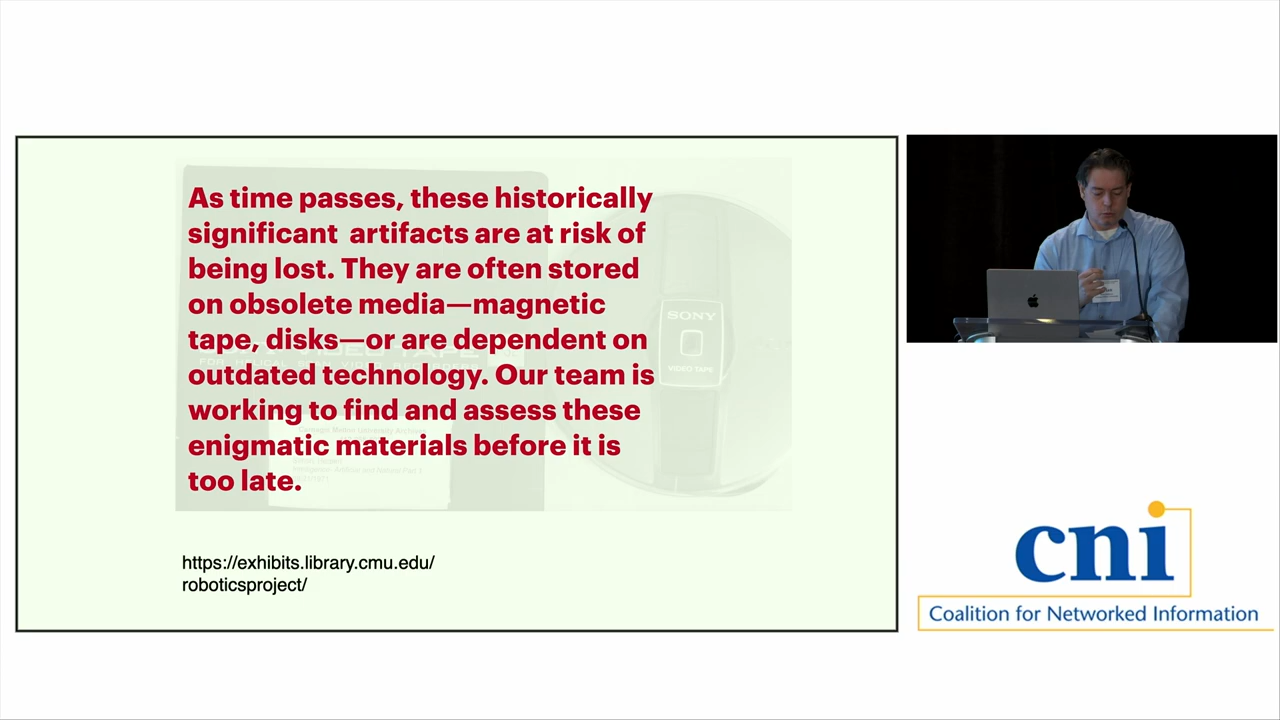 As time passes, these historically
significant artifacts are at risk of
being lost. They are often stored
on obsolete media—magnetic
tape, disks—or are dependent on
outdated technology. Our team is
working to find and assess these
enigmatic materials before it is
too late.
SONY
VIDEO TAPE
https://exhibits.library.cmu.edu/
roboticsproject/
cni
Coalition for Networked Information